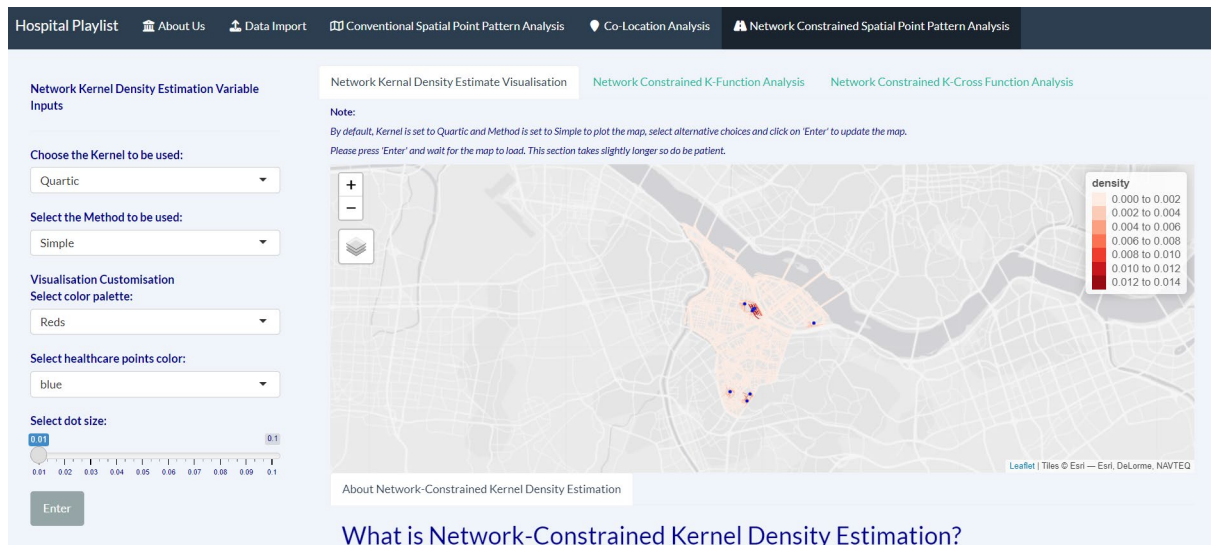 Hospital Playlist
About Us
Data Import
Conventional Spatial Point Pattern Analysis
Co-Location Analysis
Network Constrained Spatial Point Pattern Analysis
Network Kernel Density Estimation Variable
Inputs
Choose the Kernel to be used:
Quartic
Select the Method to be used:
Simple
Visualisation Customisation
Select color palette:
Reds
Select healthcare points color:
blue
Select dot size:
0.01 0.1
0.01 0.02 0.03 0.04 0.05 0.06 0.07 0.08 0.09 0.1
Enter
Network Kernal Density Estimate Visualisation
Network Constrained K-Function Analysis
Network Constrained K-Cross Function Analysis
Note:
By default, Kernel is set to Quartic and Method is set to Simple to plot the map, select alternative choices and click on 'Enter' to update the map.
Please press 'Enter' and wait for the map to load. This section takes slightly longer so do be patient.
+
−
density
0.000 to 0.002
0.002 to 0.004
0.004 to 0.006
0.006 to 0.008
0.008 to 0.010
0.010 to 0.012
0.012 to 0.014
Leaflet | Tiles © Esri — Esri, DeLorme, NAVTEQ
About Network-Constrained Kernel Density Estimation
What is Network-Constrained Kernel Density Estimation?